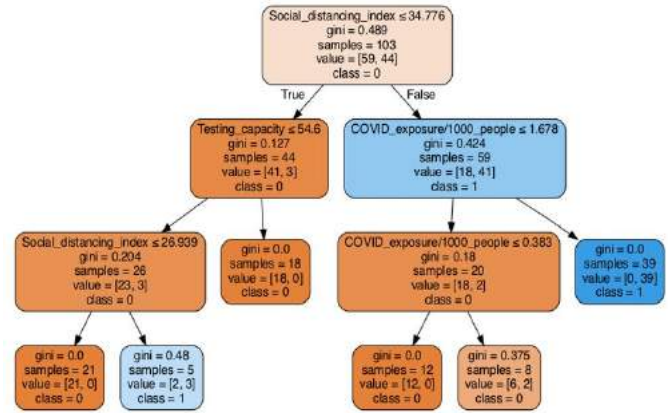 Social_distancing_index ≤ 34.776
gini = 0.489
samples = 103
value = [59, 44]
class = 0
True
False
Testing_capacity ≤ 54.6
gini = 0.127
samples = 44
value = [41, 3]
class = 0
COVID_exposure/1000_people ≤ 1.678
gini = 0.424
samples = 59
value = [18, 41]
class = 1
Social_distancing_index ≤ 26.939
gini = 0.204
samples = 26
value = [23, 3]
class = 0
gini = 0.0
samples = 18
value = [18, 0]
class = 0
COVID_exposure/1000_people ≤ 0.383
gini = 0.18
samples = 20
value = [18, 2]
class = 0
gini = 0.0
samples = 39
value = [0, 39]
class = 1
gini = 0.0
samples = 21
value = [21, 0]
class = 0
gini = 0.48
samples = 5
value = [2, 3]
class = 1
gini = 0.0
samples = 12
value = [12, 0]
class = 0
gini = 0.375
samples = 8
value = [6, 2]
class = 0